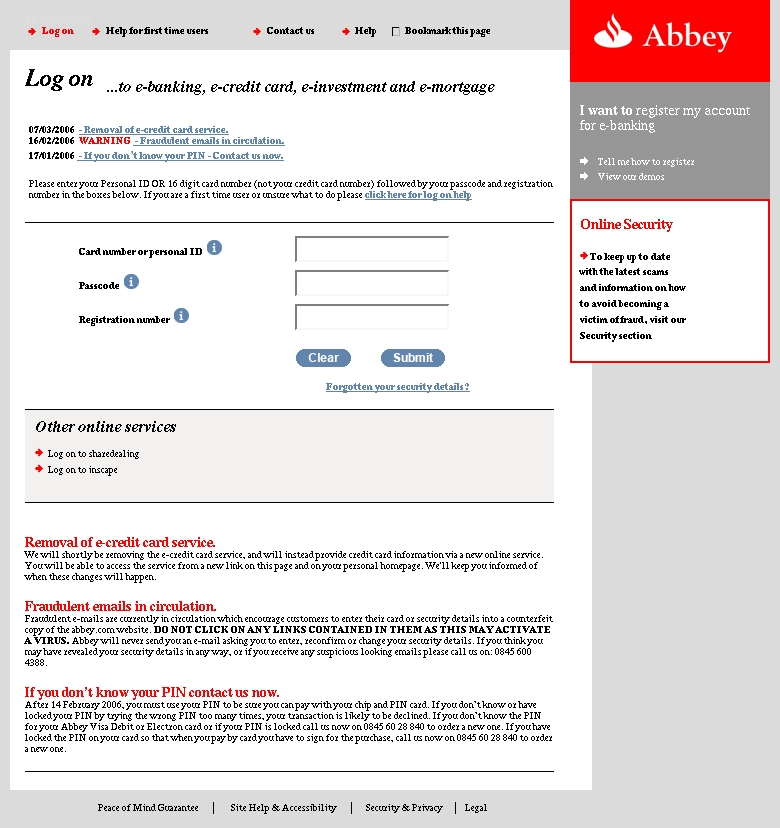 Log on
Help for first time users
Contact us
Help
Bookmark this page
Abbey
Log on ...to e-banking, e-credit card, e-investment and e-mortgage
I want to register my account
for e-banking
Tell me how to register
View our demos
07/03/2006 - Removal of e-credit card service.
16/02/2006 WARNING - Fraudulent emails in circulation.
17/01/2006 - If you don't know your PIN - Contact us now.
Please enter your Personal ID OR 16 digit card number (not your credit card number) followed by your passcode and registration
number in the boxes below. If you are a first time user or unsure what to do please click here for log on help
Online Security
To keep up to date
with the latest scams
and information on how
to avoid becoming a
victim of fraud, visit our
Security section
Card number or personal ID i
Passcode i
Registration number i
Clear
Submit
Forgotten your security details?
Other online services
Log on to sharedealing
Log on to inscape
Removal of e-credit card service.
We will shortly be removing the e-credit card service, and will instead provide credit card information via a new online service.
You will be able to access the service from a new link on this page and on your personal homepage. We'll keep you informed of
when these changes will happen.
Fraudulent emails in circulation.
Fraudulent e-mails are currently in circulation which encourage customers to enter their card or security details into a counterfeit
copy of the abbey.com website. DO NOT CLICK ON ANY LINKS CONTAINED IN THEM AS THIS MAY ACTIVATE
A VIRUS. Abbey will never send you an e-mail asking you to enter, reconfirm or change your security details. If you think you
may have revealed your security details in any way, or if you receive any suspicious looking emails please call us on: 0845 600
4388.
If you don't know your PIN contact us now.
After 14 February 2006, you must use your PIN to be sure you can pay with your chip and PIN card. If you don't know or have
locked your PIN by trying the wrong PIN too many times, your transaction is likely to be declined. If you don't know the PIN
for your Abbey Visa Debit or Electron card or if your PIN is locked call us now on 0845 60 28 840 to order a new one. If you have
locked the PIN on your card so that when you pay by card you have to sign for the purchase, call us now on 0845 60 28 840 to order
a new one.
Peace of Mind Guarantee | Site Help & Accessibility | Security & Privacy | Legal